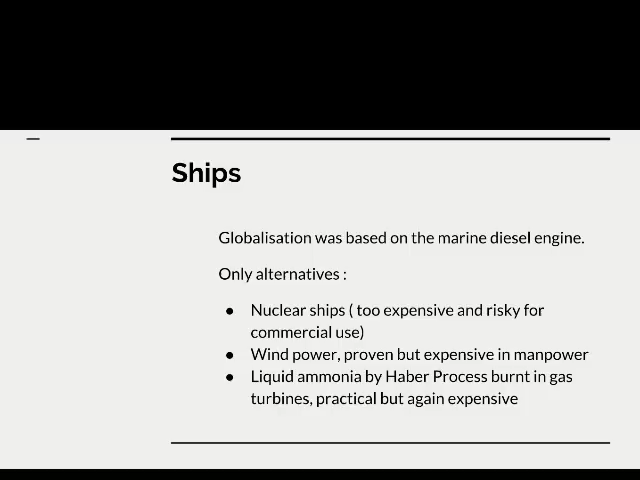 Ships
Globalisation was based on the marine diesel engine.
Only alternatives :
● Nuclear ships ( too expensive and risky for
commercial use)
● Wind power, proven but expensive in manpower
● Liquid ammonia by Haber Process burnt in gas
turbines, practical but again expensive